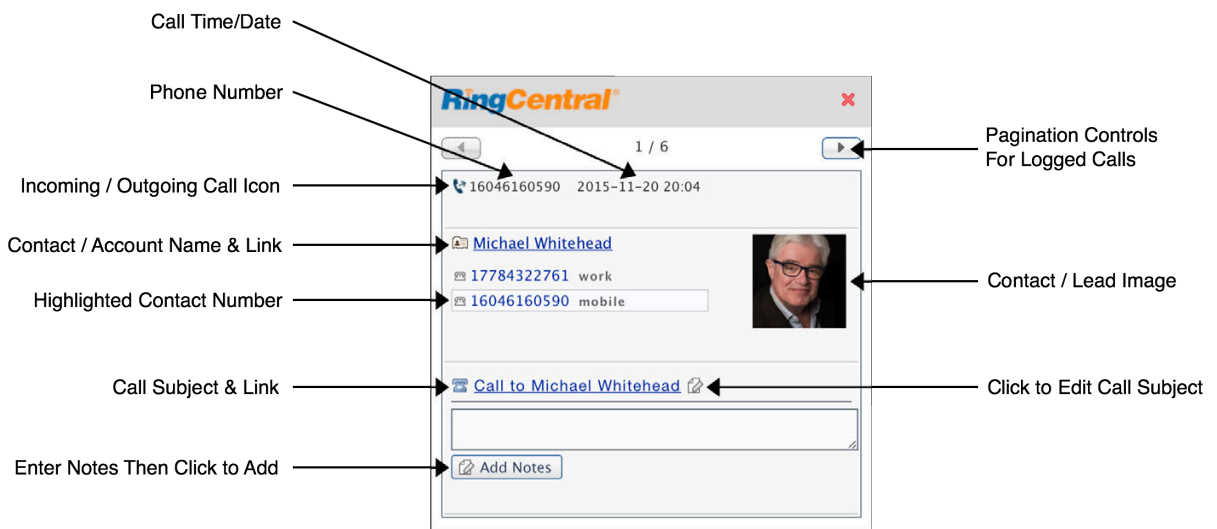 Call Time/Date
Phone Number
RingCentral®
1 / 6
Pagination Controls
For Logged Calls
Incoming / Outgoing Call Icon
16046160590 2015-11-20 20:04
Contact / Account Name & Link
Michael Whitehead
17784322761 work
Contact / Lead Image
Highlighted Contact Number
16046160590 mobile
Call Subject & Link
Call to Michael Whitehead
Click to Edit Call Subject
Enter Notes Then Click to Add
Add Notes